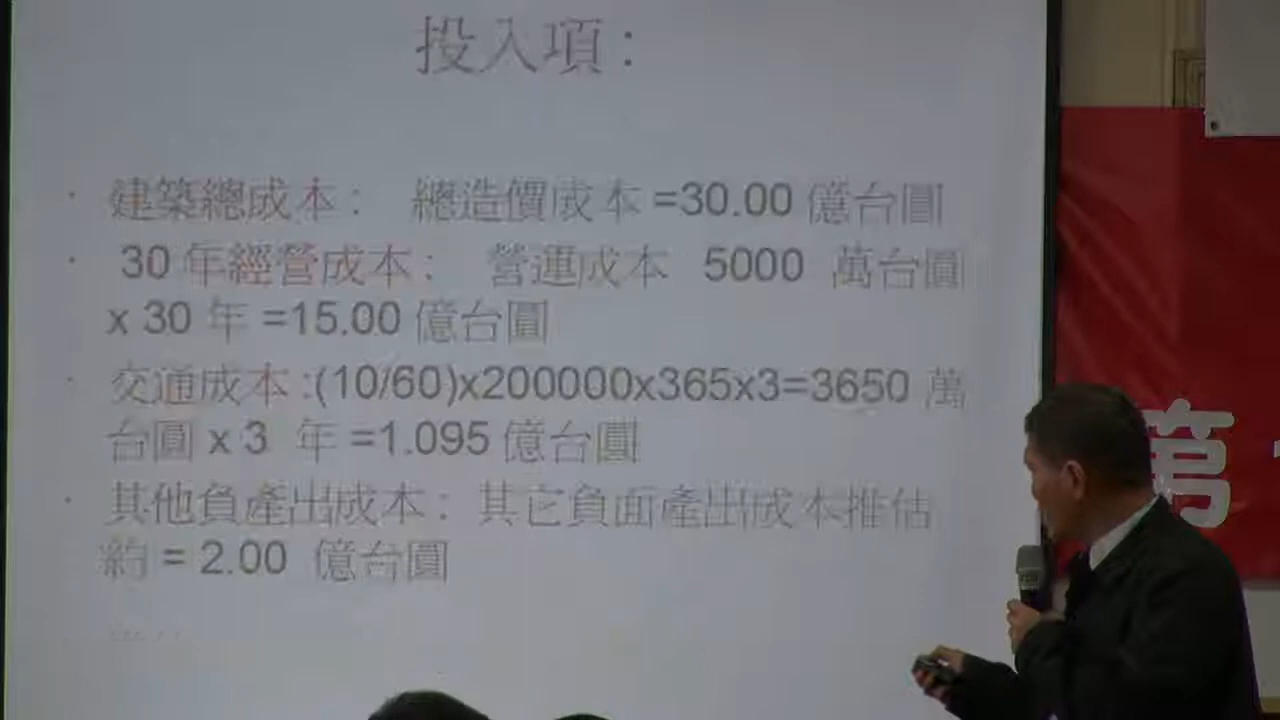 投入項：
· 建築總成本： 總造價成本 =30.00 億台圓
· 30 年經營成本： 營運成本 5000 萬台圓
x 30 年 =15.00 億台圓
· 交通成本 :(10/60)x200000x365x3=3650 萬
台圓 x 3 年 =1.095 億台圓
· 其他負產出成本： 其它負面產出成本推估
約 = 2.00 億台圓
第